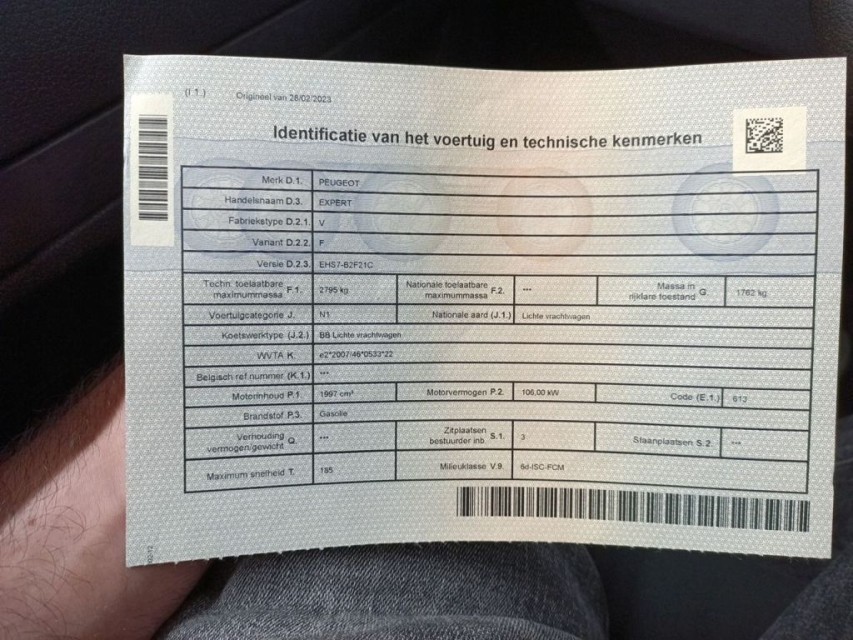 (I.1.)
Origineel van 28/02/2023
Identificatie van het voertuig en technische kenmerken
Merk D.1. PEUGEOT
Handelsnaam D.3. EXPERT
Fabriekstype D.2.1. V
Variant D.2.2. F
Versie D.2.3. EHS7-B2F21C
Techn. toelaatbare maximummassa F.1. 2795 kg Nationale toelaatbare maximummassa F.2. --- Massa in rijklare toestand G. 1762 kg
Voertuigcategorie J. N1 Nationale aard (J.1.) Lichte vrachtwagen
Koetswerktype (J.2.) BB Lichte vrachtwagen
WVTA K. e2*2007/46*0533*22
Belgisch ref.nummer (K.1.) ---
Motorinhoud P.1. 1997 cm³ Motorvermogen P.2. 106.00 kW Code (E.1.) 613
Brandstof P.3. Gasolie
Verhouding vermogen/gewicht Q. --- Zitplaatsen bestuurder inb. S.1. 3 Staanplaatsen S.2. ---
Maximum snelheid T. 185 Milieuklasse V.9. 6d-ISC-FCM